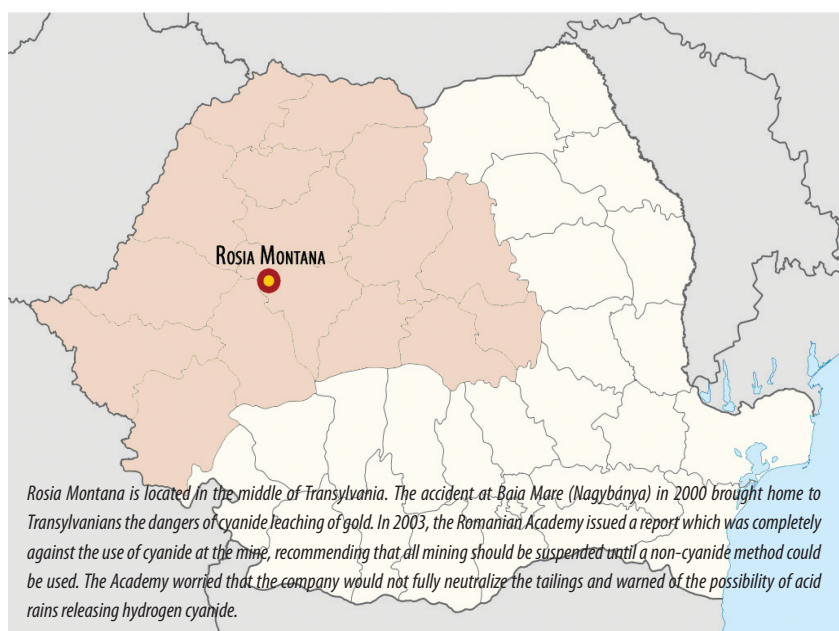 ROSIA MONTANA
Rosia Montana is located in the middle of Transylvania. The accident at Baia Mare (Nagybánya) in 2000 brought home to
Transylvanians the dangers of cyanide leaching of gold. In 2003, the Romanian Academy issued a report which was completely
against the use of cyanide at the mine, recommending that all mining should be suspended until a non-cyanide method could
be used. The Academy worried that the company would not fully neutralize the tailings and warned of the possibility of acid
rains releasing hydrogen cyanide.